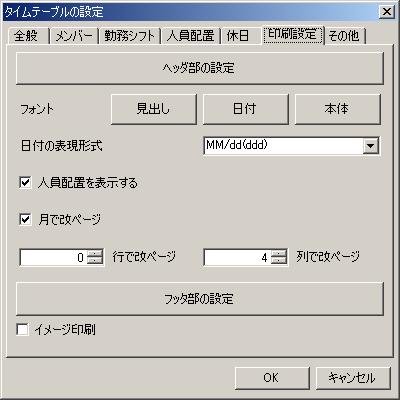 タイムテーブルの設定
全般 メンバー 勤務シフト 人員配置 休日 印刷設定 その他
ヘッダ部の設定
フォント 見出し 日付 本体
日付の表現形式 MM/dd(ddd)
人員配置を表示する
月で改ページ
0 行で改ページ 4 列で改ページ
フッタ部の設定
イメージ印刷
OK キャンセル